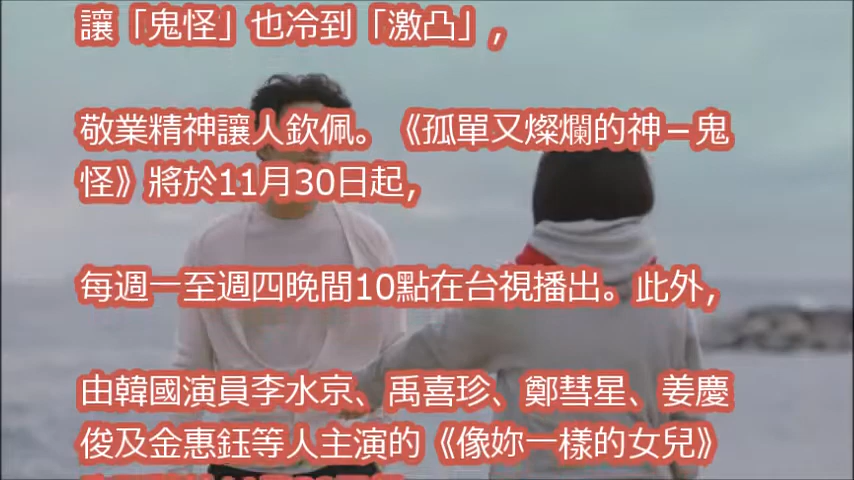 讓「鬼怪」也冷到「激凸」,
敬業精神讓人欽佩。《孤單又燦爛的神－鬼
怪》將於11月30日起,
每週一至週四晚間10點在台視播出。此外,
由韓國演員李水京、禹喜珍、鄭彗星、姜慶
俊及金惠鈺等人主演的《像妳一樣的女兒》